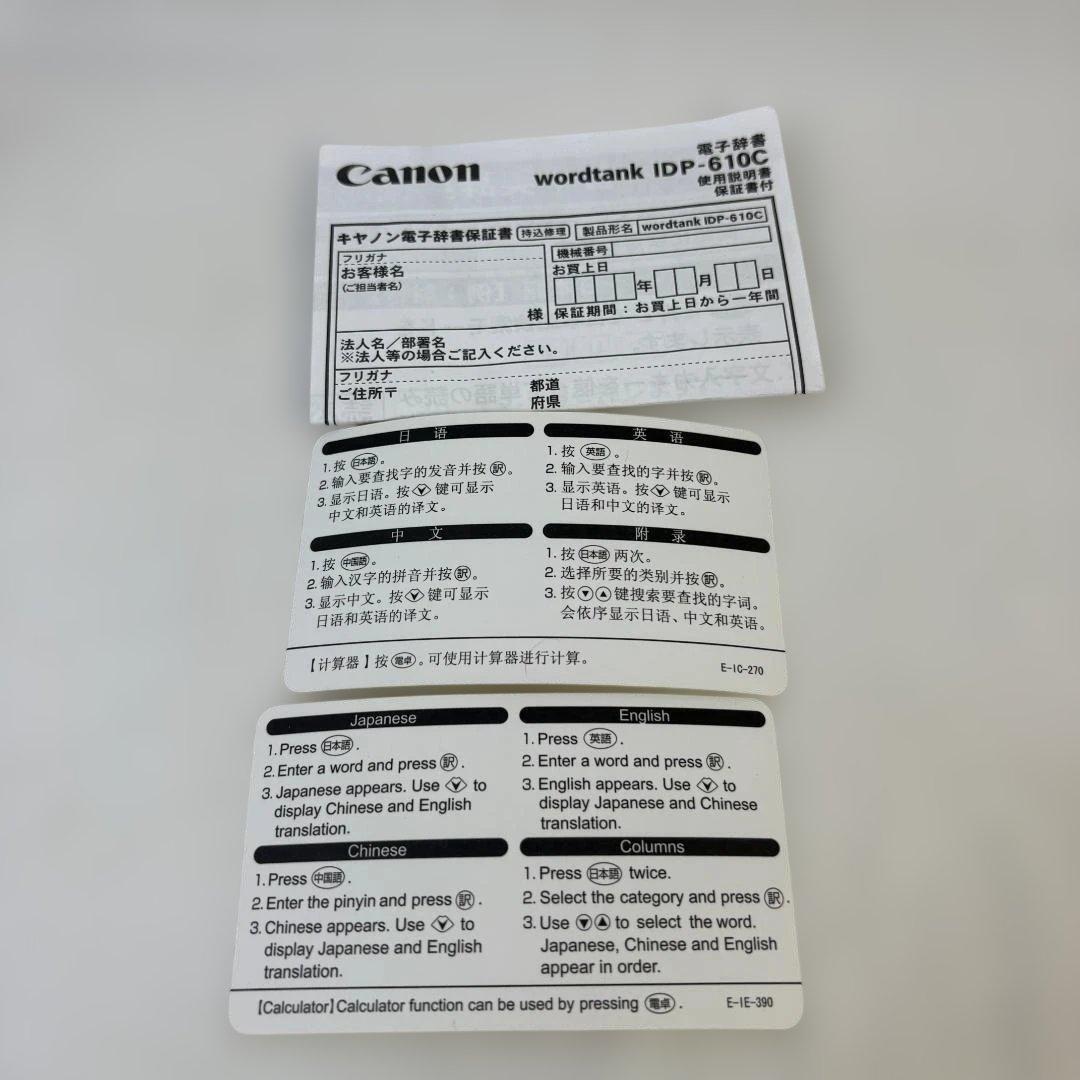 Canon
電子辞書
wordtank IDP-610C
使用説明書
保証書付
キヤノン電子辞書保証書 持込修理 製品形名 wordtank IDP-610C
フリガナ
お客様名
(ご担当者名)
様
機械番号
お買上日
年 月 日
保証期間：お買上日から一年間
法人名／部署名
※法人等の場合ご記入ください。
フリガナ
ご住所〒
都道
府県
日 语
1. 按 日本語 。
2. 输入要查找字的发音并按 訳 。
3. 显示日语。按 键可显示
中文和英语的译文。
英 语
1. 按 英語 。
2. 输入要查找的字并按 訳 。
3. 显示英语。按 键可显示
日语和中文的译文。
中 文
1. 按 中国語 。
2. 输入汉字的拼音并按 訳 。
3. 显示中文。按 键可显示
日语和英语的译文。
附 录
1. 按 日本語 两次。
2. 选择所要的类别并按 訳 。
3. 按▼▲键搜索要查找的字词。
会依序显示日语、中文和英语。
【计算器】按 電卓 。可使用计算器进行计算。
E-IC-270
Japanese
1. Press 日本語 .
2. Enter a word and press 訳 .
3. Japanese appears. Use to
display Chinese and English
translation.
English
1. Press 英語 .
2. Enter a word and press 訳 .
3. English appears. Use to
display Japanese and Chinese
translation.
Chinese
1. Press 中国語 .
2. Enter the pinyin and press 訳 .
3. Chinese appears. Use to
display Japanese and English
translation.
Columns
1. Press 日本語 twice.
2. Select the category and press 訳 .
3. Use ▼▲ to select the word.
Japanese, Chinese and English
appear in order.
【Calculator】Calculator function can be used by pressing 電卓 .
E-IE-390